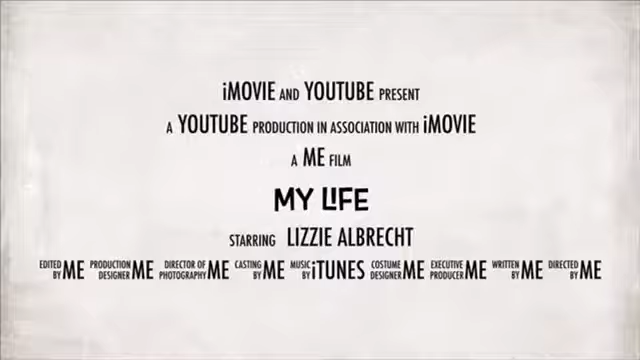 iMOVIE AND YOUTUBE PRESENT
A YOUTUBE PRODUCTION IN ASSOCIATION WITH iMOVIE
A ME FILM
MY LIFE
STARRING LIZZIE ALBRECHT
EDITED BY ME PRODUCTION DESIGNER ME DIRECTOR OF PHOTOGRAPHY ME CASTING BY ME MUSIC BY iTUNES COSTUME DESIGNER ME EXECUTIVE PRODUCER ME WRITTEN BY ME DIRECTED BY ME